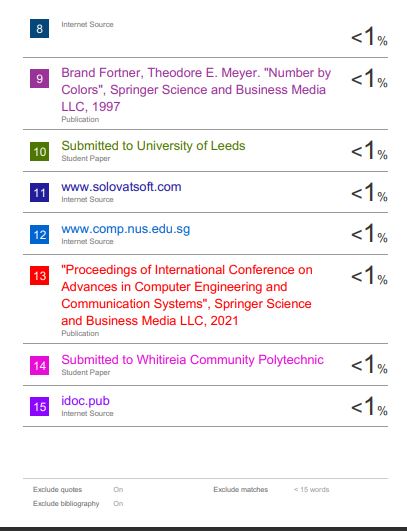 8
Internet Source
<1%
9
Brand Fortner, Theodore E. Meyer. "Number by
Colors", Springer Science and Business Media
LLC, 1997
Publication
<1%
10
Submitted to University of Leeds
Student Paper
<1%
11
www.solovatsoft.com
Internet Source
<1%
12
www.comp.nus.edu.sg
Internet Source
<1%
13
"Proceedings of International Conference on
Advances in Computer Engineering and
Communication Systems", Springer Science
and Business Media LLC, 2021
Publication
<1%
14
Submitted to Whitireia Community Polytechnic
Student Paper
<1%
15
idoc.pub
Internet Source
<1%
Exclude quotes On
Exclude matches < 15 words
Exclude bibliography On